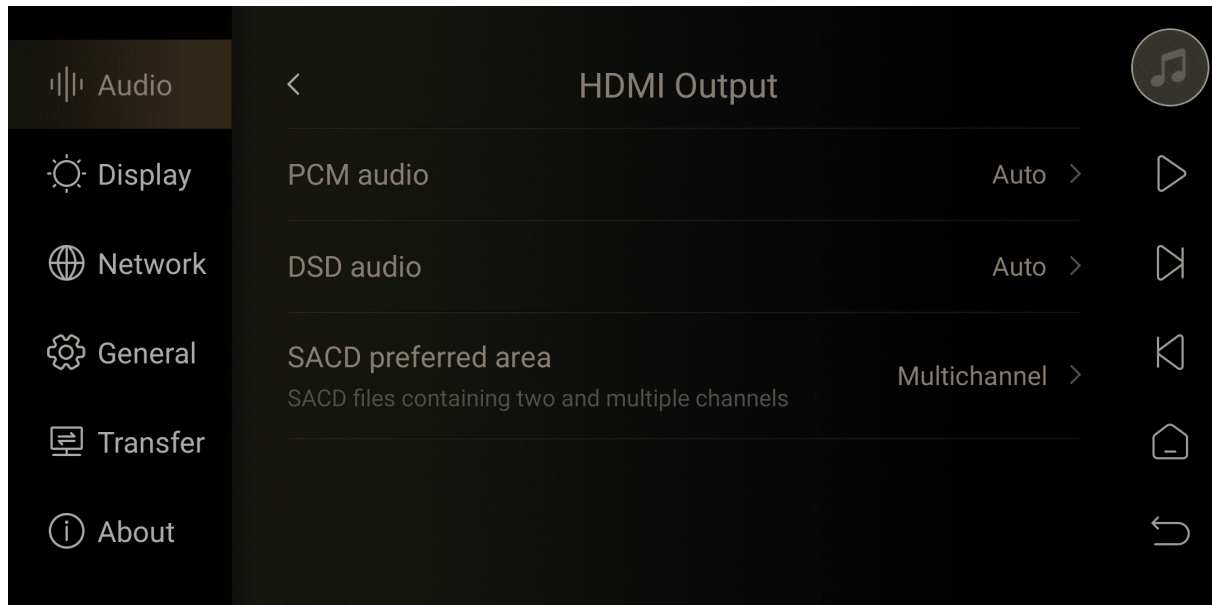 Audio
Display
Network
General
Transfer
About
HDMI Output
PCM audio
Auto
DSD audio
Auto
SACD preferred area
SACD files containing two and multiple channels
Multichannel